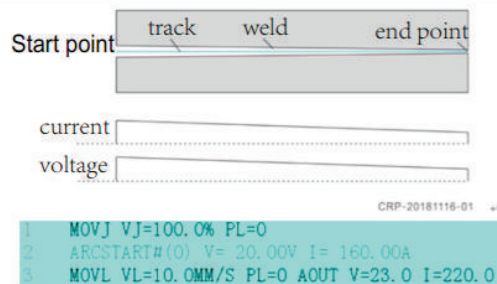 track weld end point
Start point
current
voltage
CRP-20181116-01
1 MOVJ VJ=100.0% PL=0
2 ARCSTART#(0) V= 20.00V I= 160.00A
3 MOVL VL=10.0MM/S PL=0 AOUT V=23.0 I=220.0